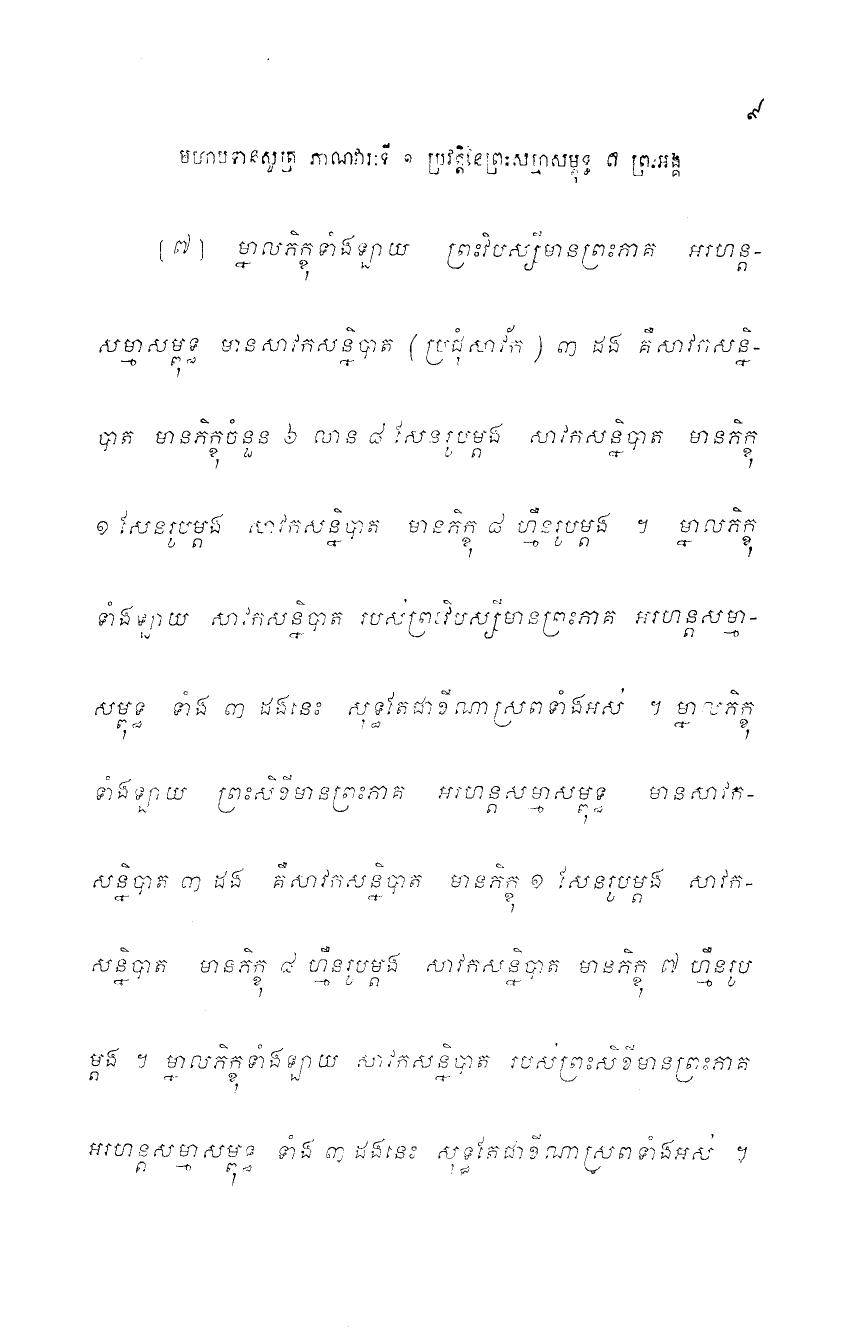 ៩
មហាបទានសូត្រ ភាណវារៈទី ១ ប្រវត្តិនៃព្រះសម្មាសម្ពុទ្ធ ៧ ព្រះអង្គ
[ ៧ ] ម្នាលភិក្ខុទាំងឡាយ ព្រះវិបស្សីមានព្រះភាគ អរហន្ត-
សម្មាសម្ពុទ្ធ មានសាវកសន្និបាត ( ប្រជុំសាវ័ក ) ៣ ដង គឺសាវកសន្និ-
បាត មានភិក្ខុចំនួន ៦ លាន ៨ សែនរូបម្តង សាវកសន្និបាត មានភិក្ខុ
១ សែនរូបម្តង សាវកសន្និបាត មានភិក្ខុ ៨ ហ្មឺនរូបម្តង ។ ម្នាលភិក្ខុ
ទាំងឡាយ សាវកសន្និបាត របស់ព្រះវិបស្សីមានព្រះភាគ អរហន្តសម្មា-
សម្ពុទ្ធ ទាំង ៣ ដងនេះ សុទ្ធតែជាខីណាស្រពទាំងអស់ ។ ម្នាលភិក្ខុ
ទាំងឡាយ ព្រះសិខីមានព្រះភាគ អរហន្តសម្មាសម្ពុទ្ធ មានសាវក-
សន្និបាត ៣ ដង គឺសាវកសន្និបាត មានភិក្ខុ ១ សែនរូបម្តង សាវក-
សន្និបាត មានភិក្ខុ ៨ ហ្មឺនរូបម្តង សាវកសន្និបាត មានភិក្ខុ ៧ ហ្មឺនរូប
ម្តង ។ ម្នាលភិក្ខុទាំងឡាយ សាវកសន្និបាត របស់ព្រះសិខីមានព្រះភាគ
អរហន្តសម្មាសម្ពុទ្ធ ទាំង ៣ ដងនេះ សុទ្ធតែជាខីណាស្រពទាំងអស់ ។